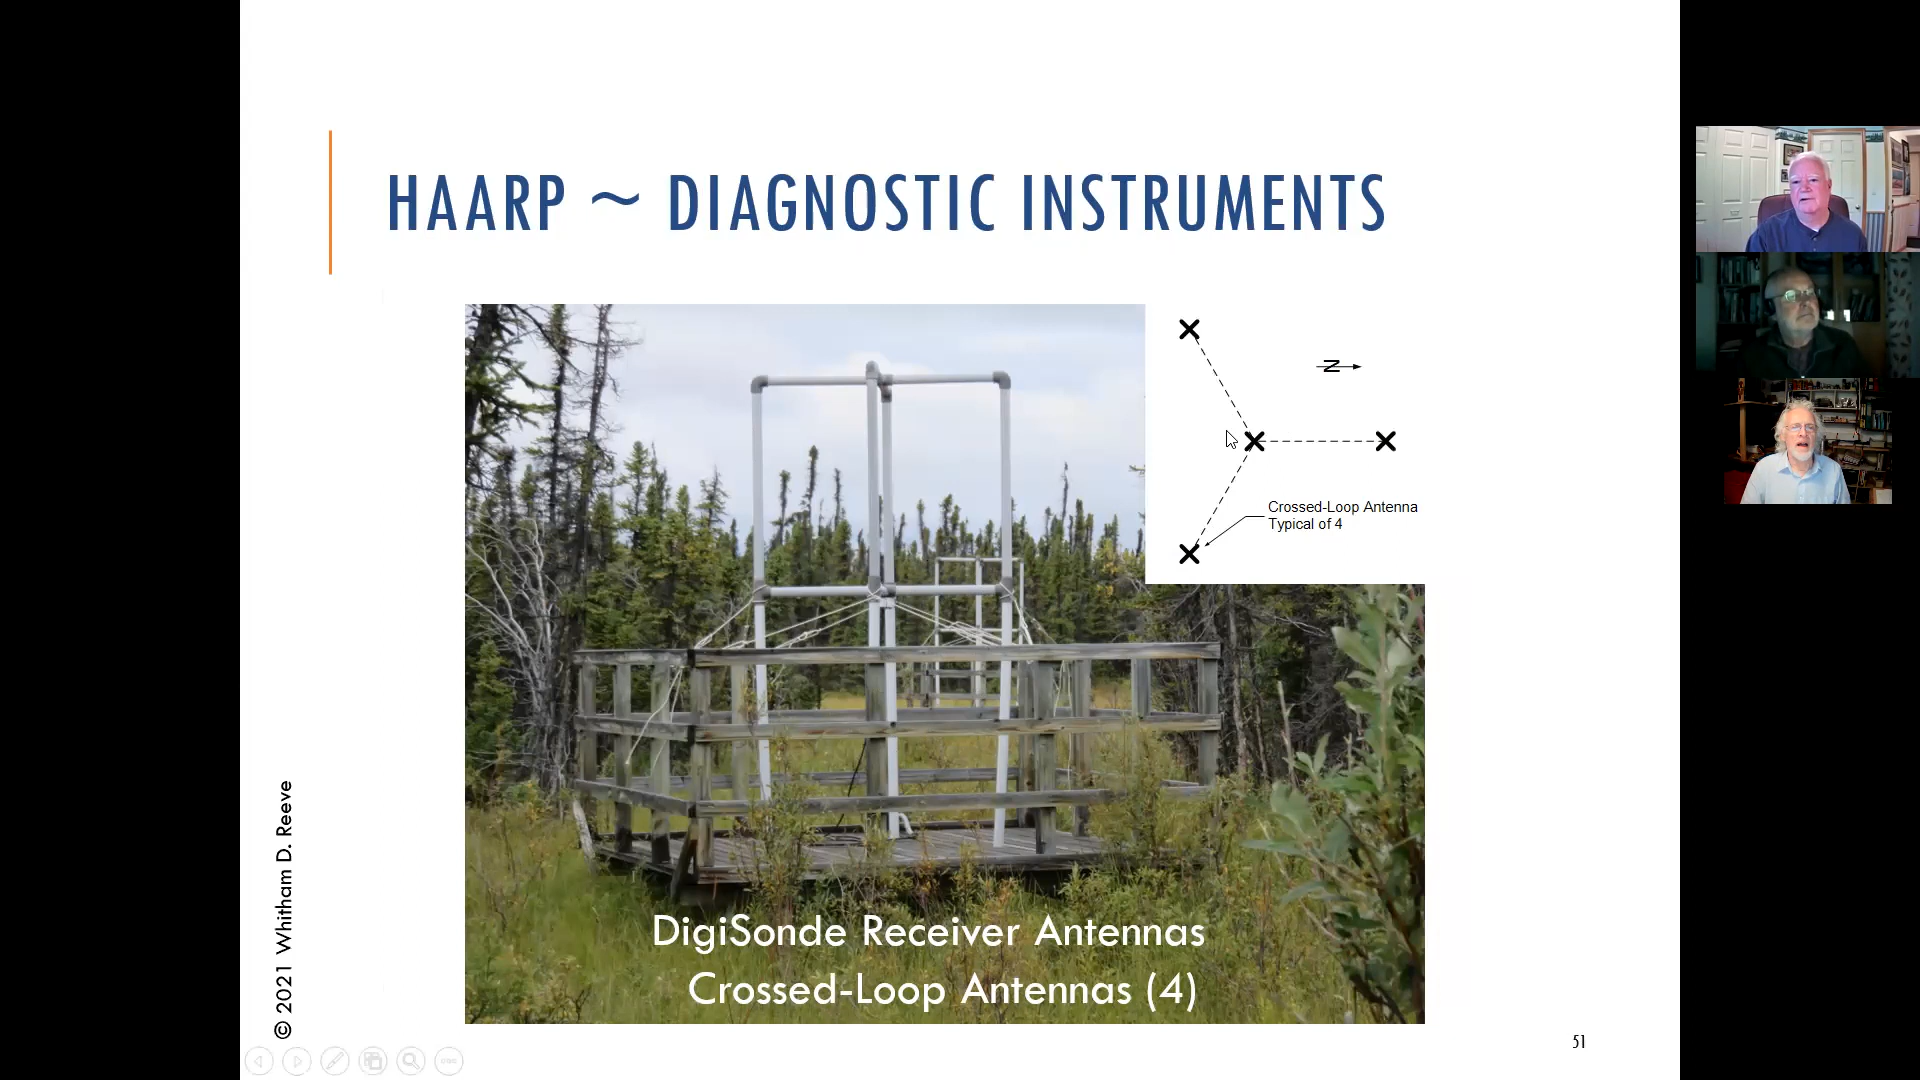 HAARP ~ DIAGNOSTIC INSTRUMENTS
N
Crossed-Loop Antenna
Typical of 4
DigiSonde Receiver Antennas
Crossed-Loop Antennas (4)
© 2021 Whitham D. Reeve
51